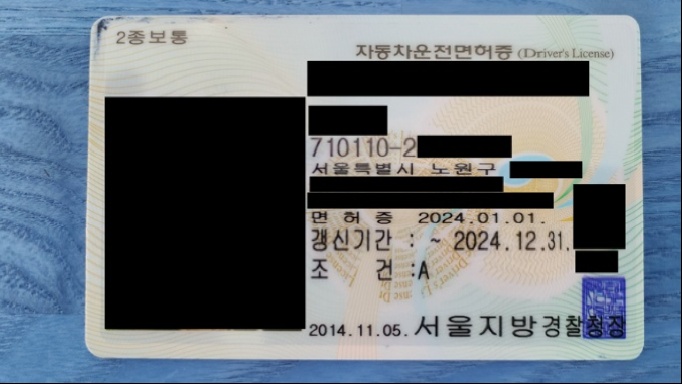 2종보통
자동차운전면허증 (Driver's License)
710110-2
서울특별시 노원구
면 허 증 2024.01.01.
갱신기간 : ~ 2024.12.31.
조 건 :A
2014.11.05. 서울지방경찰청장